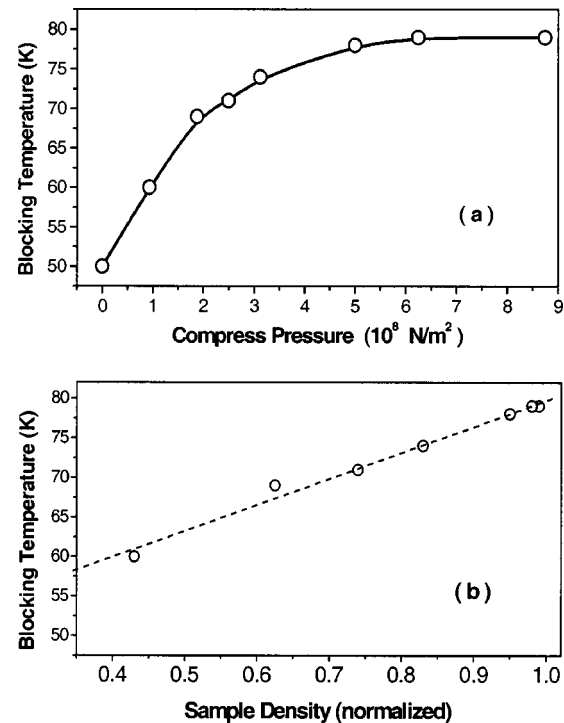 Blocking Temperature (K)
80
75
70
65
60
55
50
(a)
0 1 2 3 4 5 6 7 8 9
Compress Pressure (10⁸ N/m²)
Blocking Temperature (K)
80
75
70
65
60
55
50
(b)
0.4 0.5 0.6 0.7 0.8 0.9 1.0
Sample Density (normalized)